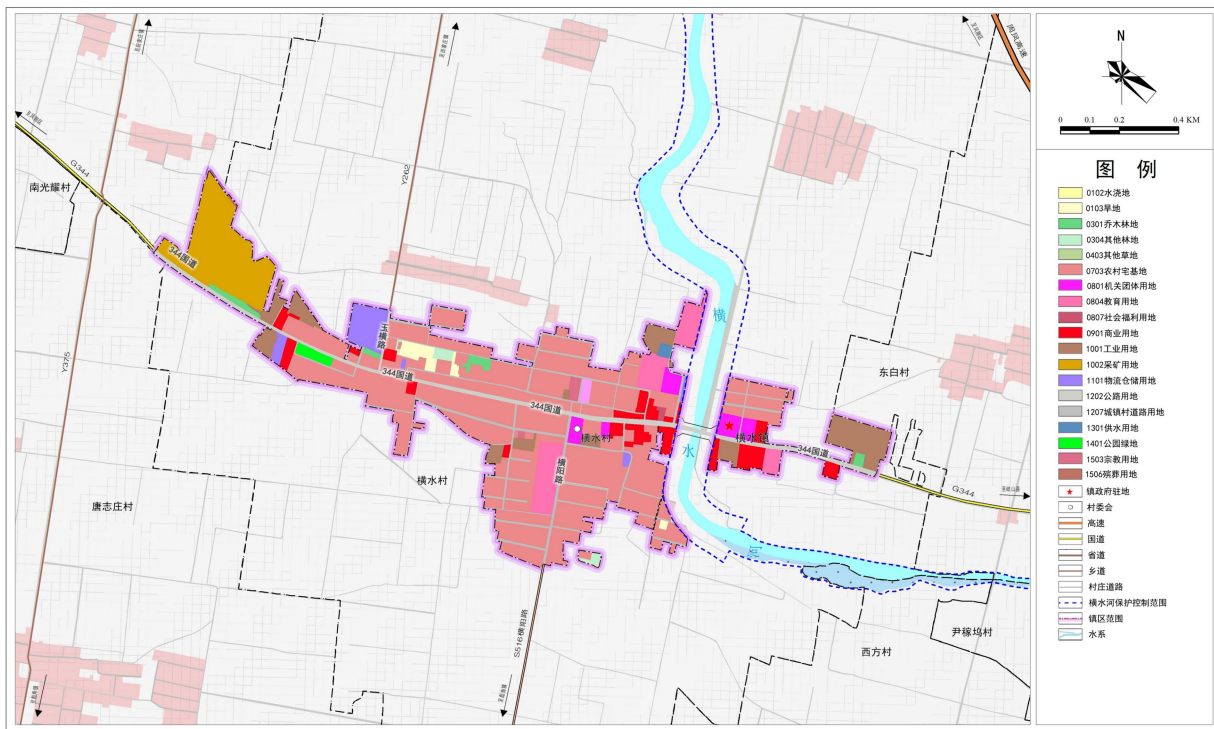 周凤高速
G344
南光耀村
Y262
344国道
横
玉横路
Y375
东白村
344国道
344国道
横水村
横水镇
水
344国道
横阳路
横水村
G344
唐志庄村
河
尹稼坞村
西方村
S516横阳路
N
0 0.2 0.4 KM
图 例
0102水浇地
0103旱地
0301乔木林地
0304其他林地
0403其他草地
0703农村宅基地
0801机关团体用地
0804教育用地
0807社会福利用地
0901商业用地
1001工业用地
1002采矿用地
1101物流仓储用地
1202公路用地
1207城镇村道路用地
1301供水用地
1401公园绿地
1503宗教用地
1506殡葬用地
镇政府驻地
村委会
高速
国道
省道
乡道
村庄道路
横水河保护控制范围
镇区范围
水系